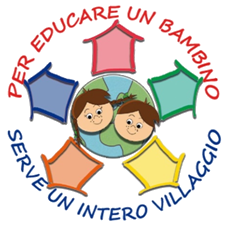 PER EDUCARE UN BAMBINO
SERVE UN INTERO VILLAGGIO